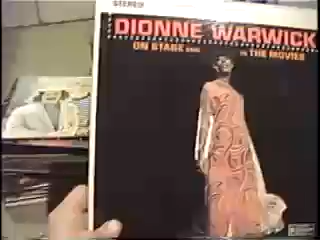 STEREO
DIONNE WARWICK
ON STAGE AND IN THE MOVIES